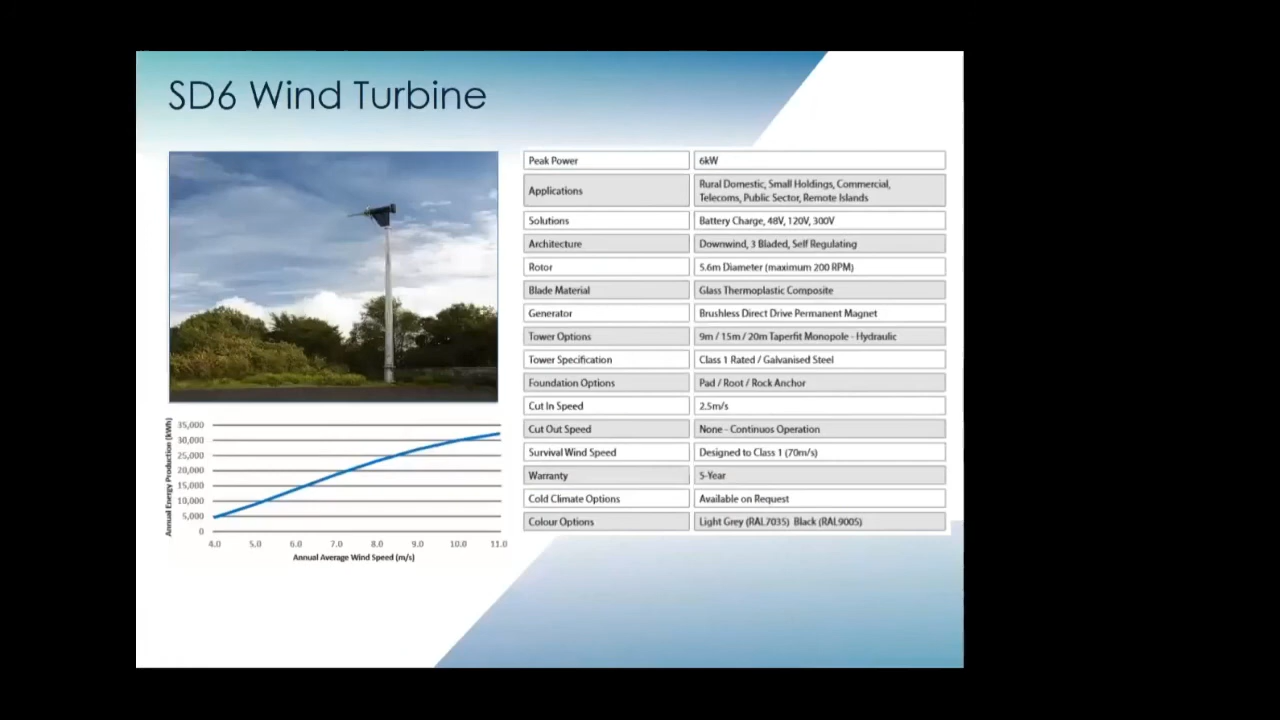 SD6 Wind Turbine
Peak Power
6kW
Applications
Rural Domestic, Small Holdings, Commercial,
Telecoms, Public Sector, Remote Islands
Solutions
Battery Charge, 48V, 120V, 300V
Architecture
Downwind, 3 Bladed, Self Regulating
Rotor
5.6m Diameter (maximum 200 RPM)
Blade Material
Glass Thermoplastic Composite
Generator
Brushless Direct Drive Permanent Magnet
Tower Options
9m / 15m / 20m Taperfit Monopole - Hydraulic
Tower Specification
Class 1 Rated / Galvanised Steel
Foundation Options
Pad / Root / Rock Anchor
Cut In Speed
2.5m/s
Cut Out Speed
None - Continuos Operation
Survival Wind Speed
Designed to Class 1 (70m/s)
Warranty
5-Year
Cold Climate Options
Available on Request
Colour Options
Light Grey (RAL7035) Black (RAL9005)
Annual Energy Production (kWh)
35,000
30,000
25,000
20,000
15,000
10,000
5,000
0
4.0 5.0 6.0 7.0 8.0 9.0 10.0 11.0
Annual Average Wind Speed (m/s)